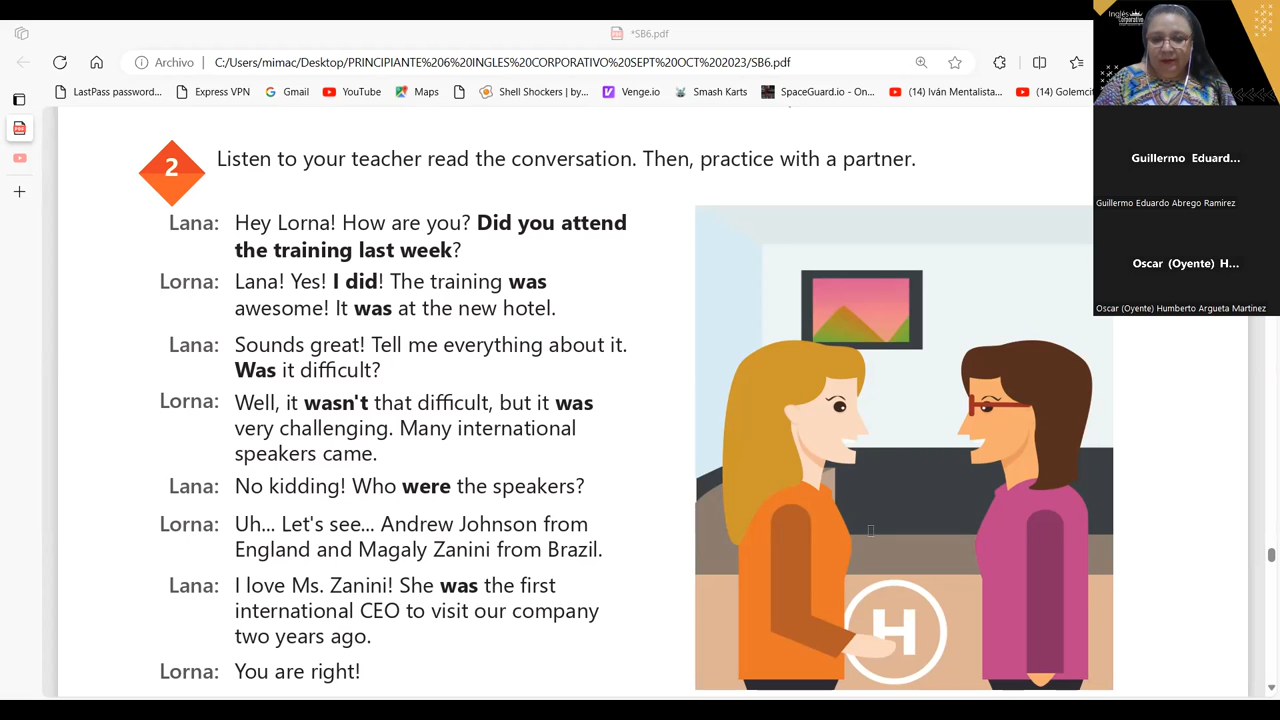 *SB6.pdf
Archivo
C:/Users/mimac/Desktop/PRINCIPIANTE%206%20INGLES%20CORPORATIVO%20SEPT%20OCT%202023/SB6.pdf
LastPass password...
Express VPN
Gmail
YouTube
Maps
Shell Shockers | by...
Venge.io
Smash Karts
SpaceGuard.io - On...
(14) Iván Mentalista...
(14) Golemcit
Inglés
Corporativo
Guillermo Eduard...
Guillermo Eduardo Abrego Ramirez
Oscar (Oyente) H...
Oscar (Oyente) Humberto Argueta Martinez
2
Listen to your teacher read the conversation. Then, practice with a partner.
Lana: Hey Lorna! How are you? Did you attend
the training last week?
Lorna: Lana! Yes! I did! The training was
awesome! It was at the new hotel.
Lana: Sounds great! Tell me everything about it.
Was it difficult?
Lorna: Well, it wasn't that difficult, but it was
very challenging. Many international
speakers came.
Lana: No kidding! Who were the speakers?
Lorna: Uh... Let's see... Andrew Johnson from
England and Magaly Zanini from Brazil.
Lana: I love Ms. Zanini! She was the first
international CEO to visit our company
two years ago.
Lorna: You are right!
H